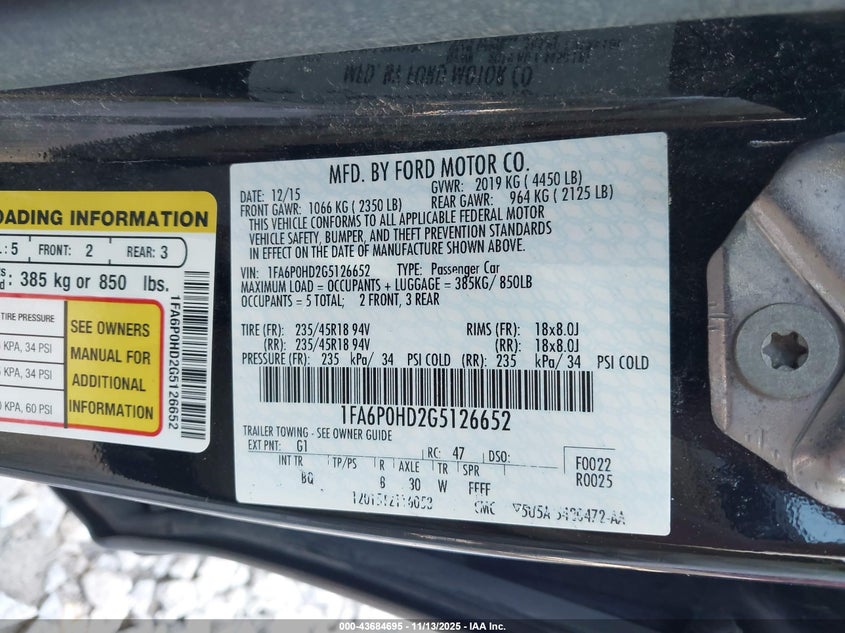 MFD. BY FORD MOTOR CO.
MFD. BY FORD MOTOR CO.
DATE: 12/15 GVWR: 2019 KG ( 4450 LB)
FRONT GAWR: 1066 KG ( 2350 LB) REAR GAWR: 964 KG ( 2125 LB)
THIS VEHICLE CONFORMS TO ALL APPLICABLE FEDERAL MOTOR
VEHICLE SAFETY, BUMPER, AND THEFT PREVENTION STANDARDS
IN EFFECT ON THE DATE OF MANUFACTURE SHOWN ABOVE.
VIN: 1FA6P0HD2G5126652 TYPE: Passenger Car
MAXIMUM LOAD = OCCUPANTS + LUGGAGE = 385KG/ 850LB
OCCUPANTS = 5 TOTAL; 2 FRONT, 3 REAR
TIRE (FR): 235/45R18 94V RIMS (FR): 18x8.0J
(RR): 235/45R18 94V (RR): 18x8.0J
PRESSURE (FR): 235 kPa/ 34 PSI COLD (RR): 235 kPa/ 34 PSI COLD
1FA6P0HD2G5126652
TRAILER TOWING - SEE OWNER GUIDE
EXT PNT: G1 RC: 47 DSO: F0022
R0025
INT TR TP/PS R AXLE TR SPR
BQ 6 30 W FFFF
OADING INFORMATION
: 5 FRONT: 2 REAR: 3
: 385 kg or 850 lbs.
TIRE PRESSURE
KPA, 34 PSI
KPA, 34 PSI
KPA, 60 PSI
SEE OWNERS
MANUAL FOR
ADDITIONAL
INFORMATION
1FA6P0HD2G5126652
000-43684695 - 11/13/2025 - IAA Inc.